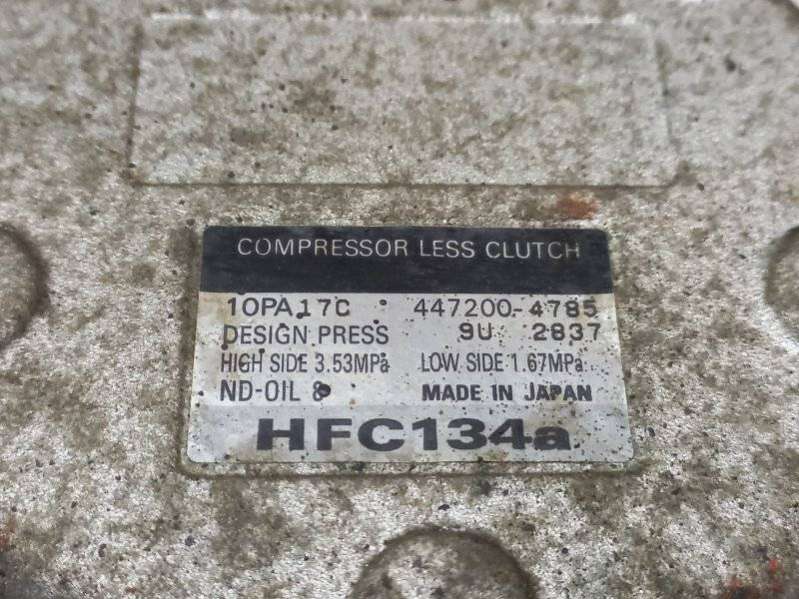 COMPRESSOR LESS CLUTCH
10PA17C 447200-4785
DESIGN PRESS 9U 2837
HIGH SIDE 3.53MPa LOW SIDE 1.67MPa
ND-OIL 8 MADE IN JAPAN
HFC134a